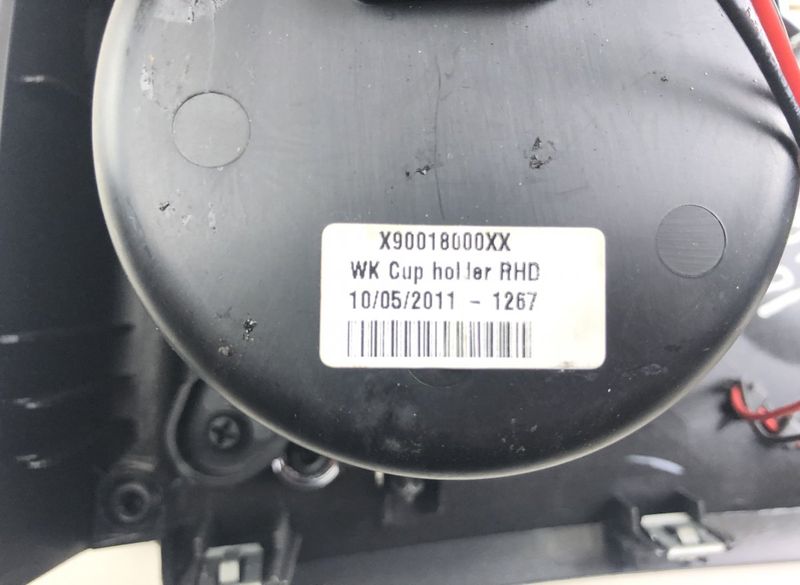 X90018000XX
WK Cup holder RHD
10/05/2011 - 1267